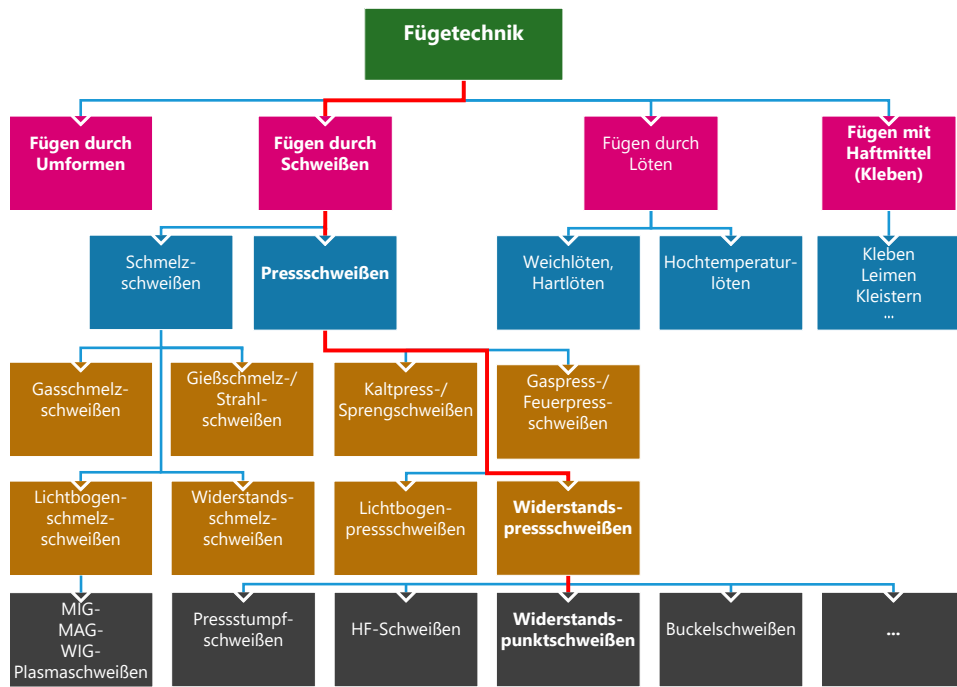 Fügetechnik
Fügen durch
Umformen
Fügen durch
Schweißen
Fügen durch
Löten
Fügen mit
Haftmittel
(Kleben)
Schmelz-
schweißen
Pressschweißen
Weichlöten,
Hartlöten
Hochtemperatur-
löten
Kleben
Leimen
Kleistern
...
Gasschmelz-
schweißen
Gießschmelz-/
Strahl-
schweißen
Kaltpress-/
Sprengschweißen
Gaspress-/
Feuerpress-
schweißen
Lichtbogen-
schmelz-
schweißen
Widerstands-
schmelz-
schweißen
Lichtbogen-
pressschweißen
Widerstands-
pressschweißen
MIG-
MAG-
WIG-
Plasmaschweißen
Pressstumpf-
schweißen
HF-Schweißen
Widerstands-
punktschweißen
Buckelschweißen
...